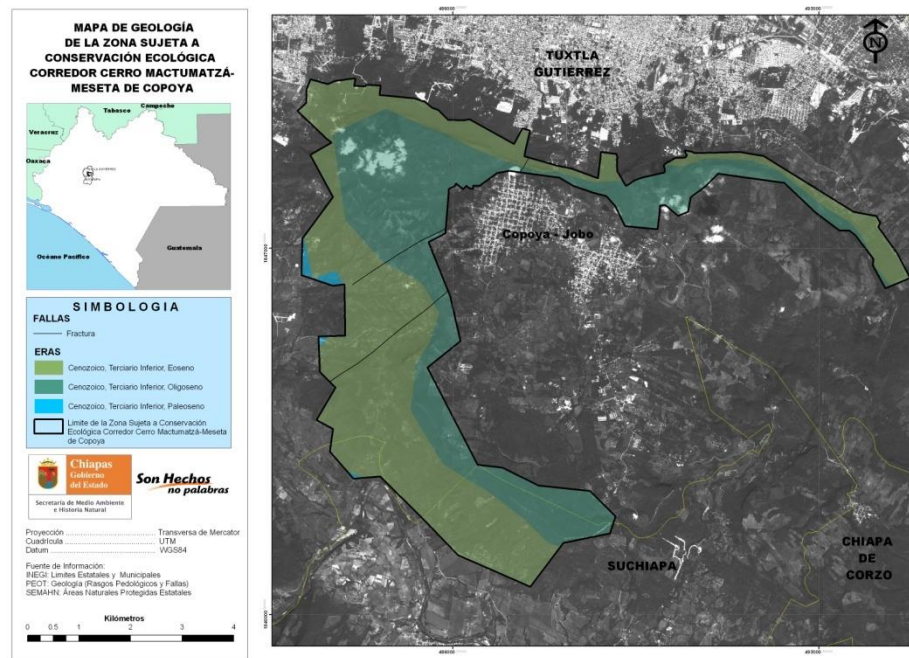 MAPA DE GEOLOGÍA
DE LA ZONA SUJETA A
CONSERVACIÓN ECOLÓGICA
CORREDOR CERRO MACTUMATZÁ-
MESETA DE COPOYA
Campeche
Tabasco
Veracruz
Oaxaca
Guatemala
Océano Pacífico
SIMBOLOGIA
FALLAS
Fractura
ERAS
Cenozoico, Terciario Inferior, Eoseno
Cenozoico, Terciario Inferior, Oligoseno
Cenozoico, Terciario Inferior, Paleoseno
Limite de la Zona Sujeta a Conservación
Ecológica Corredor Cerro Mactumatzá-Meseta
de Copoya
Chiapas
Gobierno
del Estado
Son Hechos
no palabras
Secretaría de Medio Ambiente
e Historia Natural
Proyección ............ Transversa de Mercator
Cuadrícula ............ UTM
Datum ............ WGS84
Fuente de Información:
INEGI: Limites Estatales y Municipales
PEOT: Geología (Rasgos Pedológicos y Fallas)
SEMAHN: Áreas Naturales Protegidas Estatales
Kilómetros
0 0.5 1 2 3 4
TUXTLA
GUTIÉRREZ
N
Copoya - Jobo
SUCHIAPA
CHIAPA
DE
CORZO